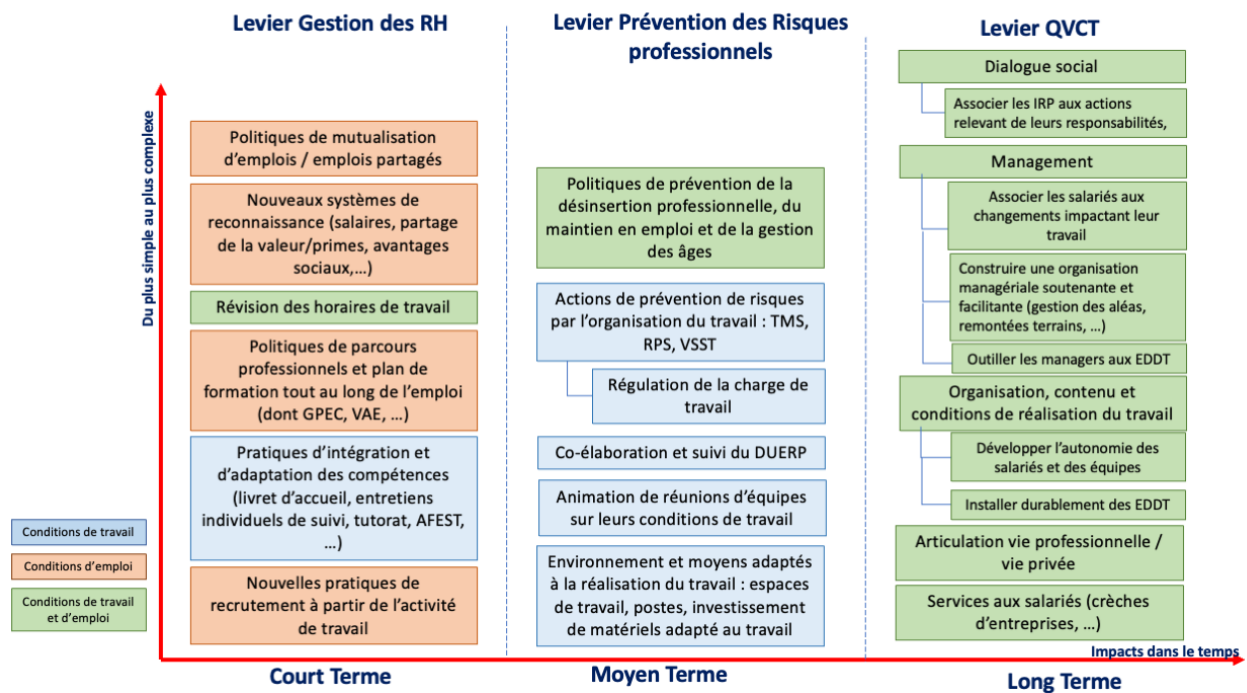 Levier Gestion des RH
Levier Prévention des Risques
professionnels
Levier QVCT
Du plus simple au plus complexe
Politiques de mutualisation
d’emplois / emplois partagés
Nouveaux systèmes de
reconnaissance (salaires, partage
de la valeur/primes, avantages
sociaux,…)
Révision des horaires de travail
Politiques de parcours
professionnels et plan de
formation tout au long de l’emploi
(dont GPEC, VAE, …)
Pratiques d’intégration et
d’adaptation des compétences
(livret d’accueil, entretiens
individuels de suivi, tutorat, AFEST,
…)
Nouvelles pratiques de
recrutement à partir de l’activité
de travail
Politiques de prévention de la
désinsertion professionnelle, du
maintien en emploi et de la gestion
des âges
Actions de prévention de risques
par l’organisation du travail : TMS,
RPS, VSST
Régulation de la charge de
travail
Co-élaboration et suivi du DUERP
Animation de réunions d’équipes
sur leurs conditions de travail
Environnement et moyens adaptés
à la réalisation du travail : espaces
de travail, postes, investissement
de matériels adapté au travail
Dialogue social
Associer les IRP aux actions
relevant de leurs responsabilités,
Management
Associer les salariés aux
changements impactant leur
travail
Construire une organisation
managériale soutenante et
facilitante (gestion des aléas,
remontées terrains, …)
Outiller les managers aux EDDT
Organisation, contenu et
conditions de réalisation du travail
Développer l’autonomie des
salariés et des équipes
Installer durablement des EDDT
Articulation vie professionnelle /
vie privée
Services aux salariés (crèches
d’entreprises, …)
Conditions de travail
Conditions d’emploi
Conditions de travail
et d’emploi
Impacts dans le temps
Court Terme
Moyen Terme
Long Terme